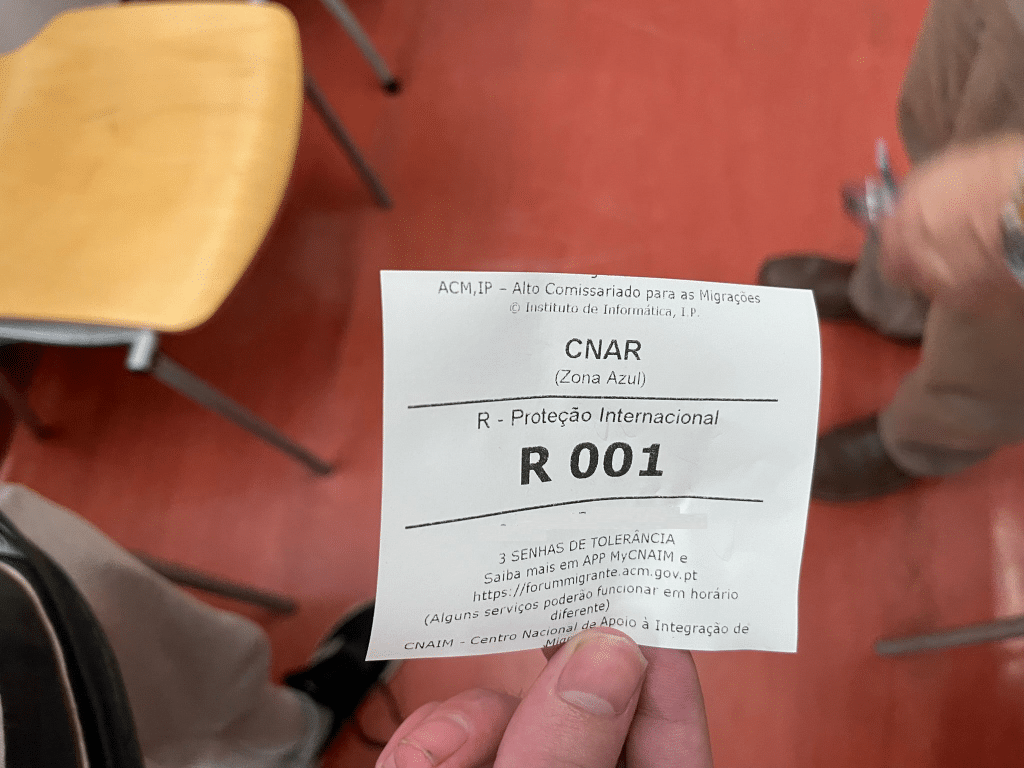 ACM,IP – Alto Comissariado para as Migrações
© Instituto de Informática, I.P.
CNAR
(Zona Azul)
R - Proteção Internacional
R 001
3 SENHAS DE TOLERÂNCIA
Saiba mais em APP MyCNAIM e
https://forummigrante.acm.gov.pt
(Alguns serviços poderão funcionar em horário
diferente)
CNAIM - Centro Nacional de Apoio à Integração de